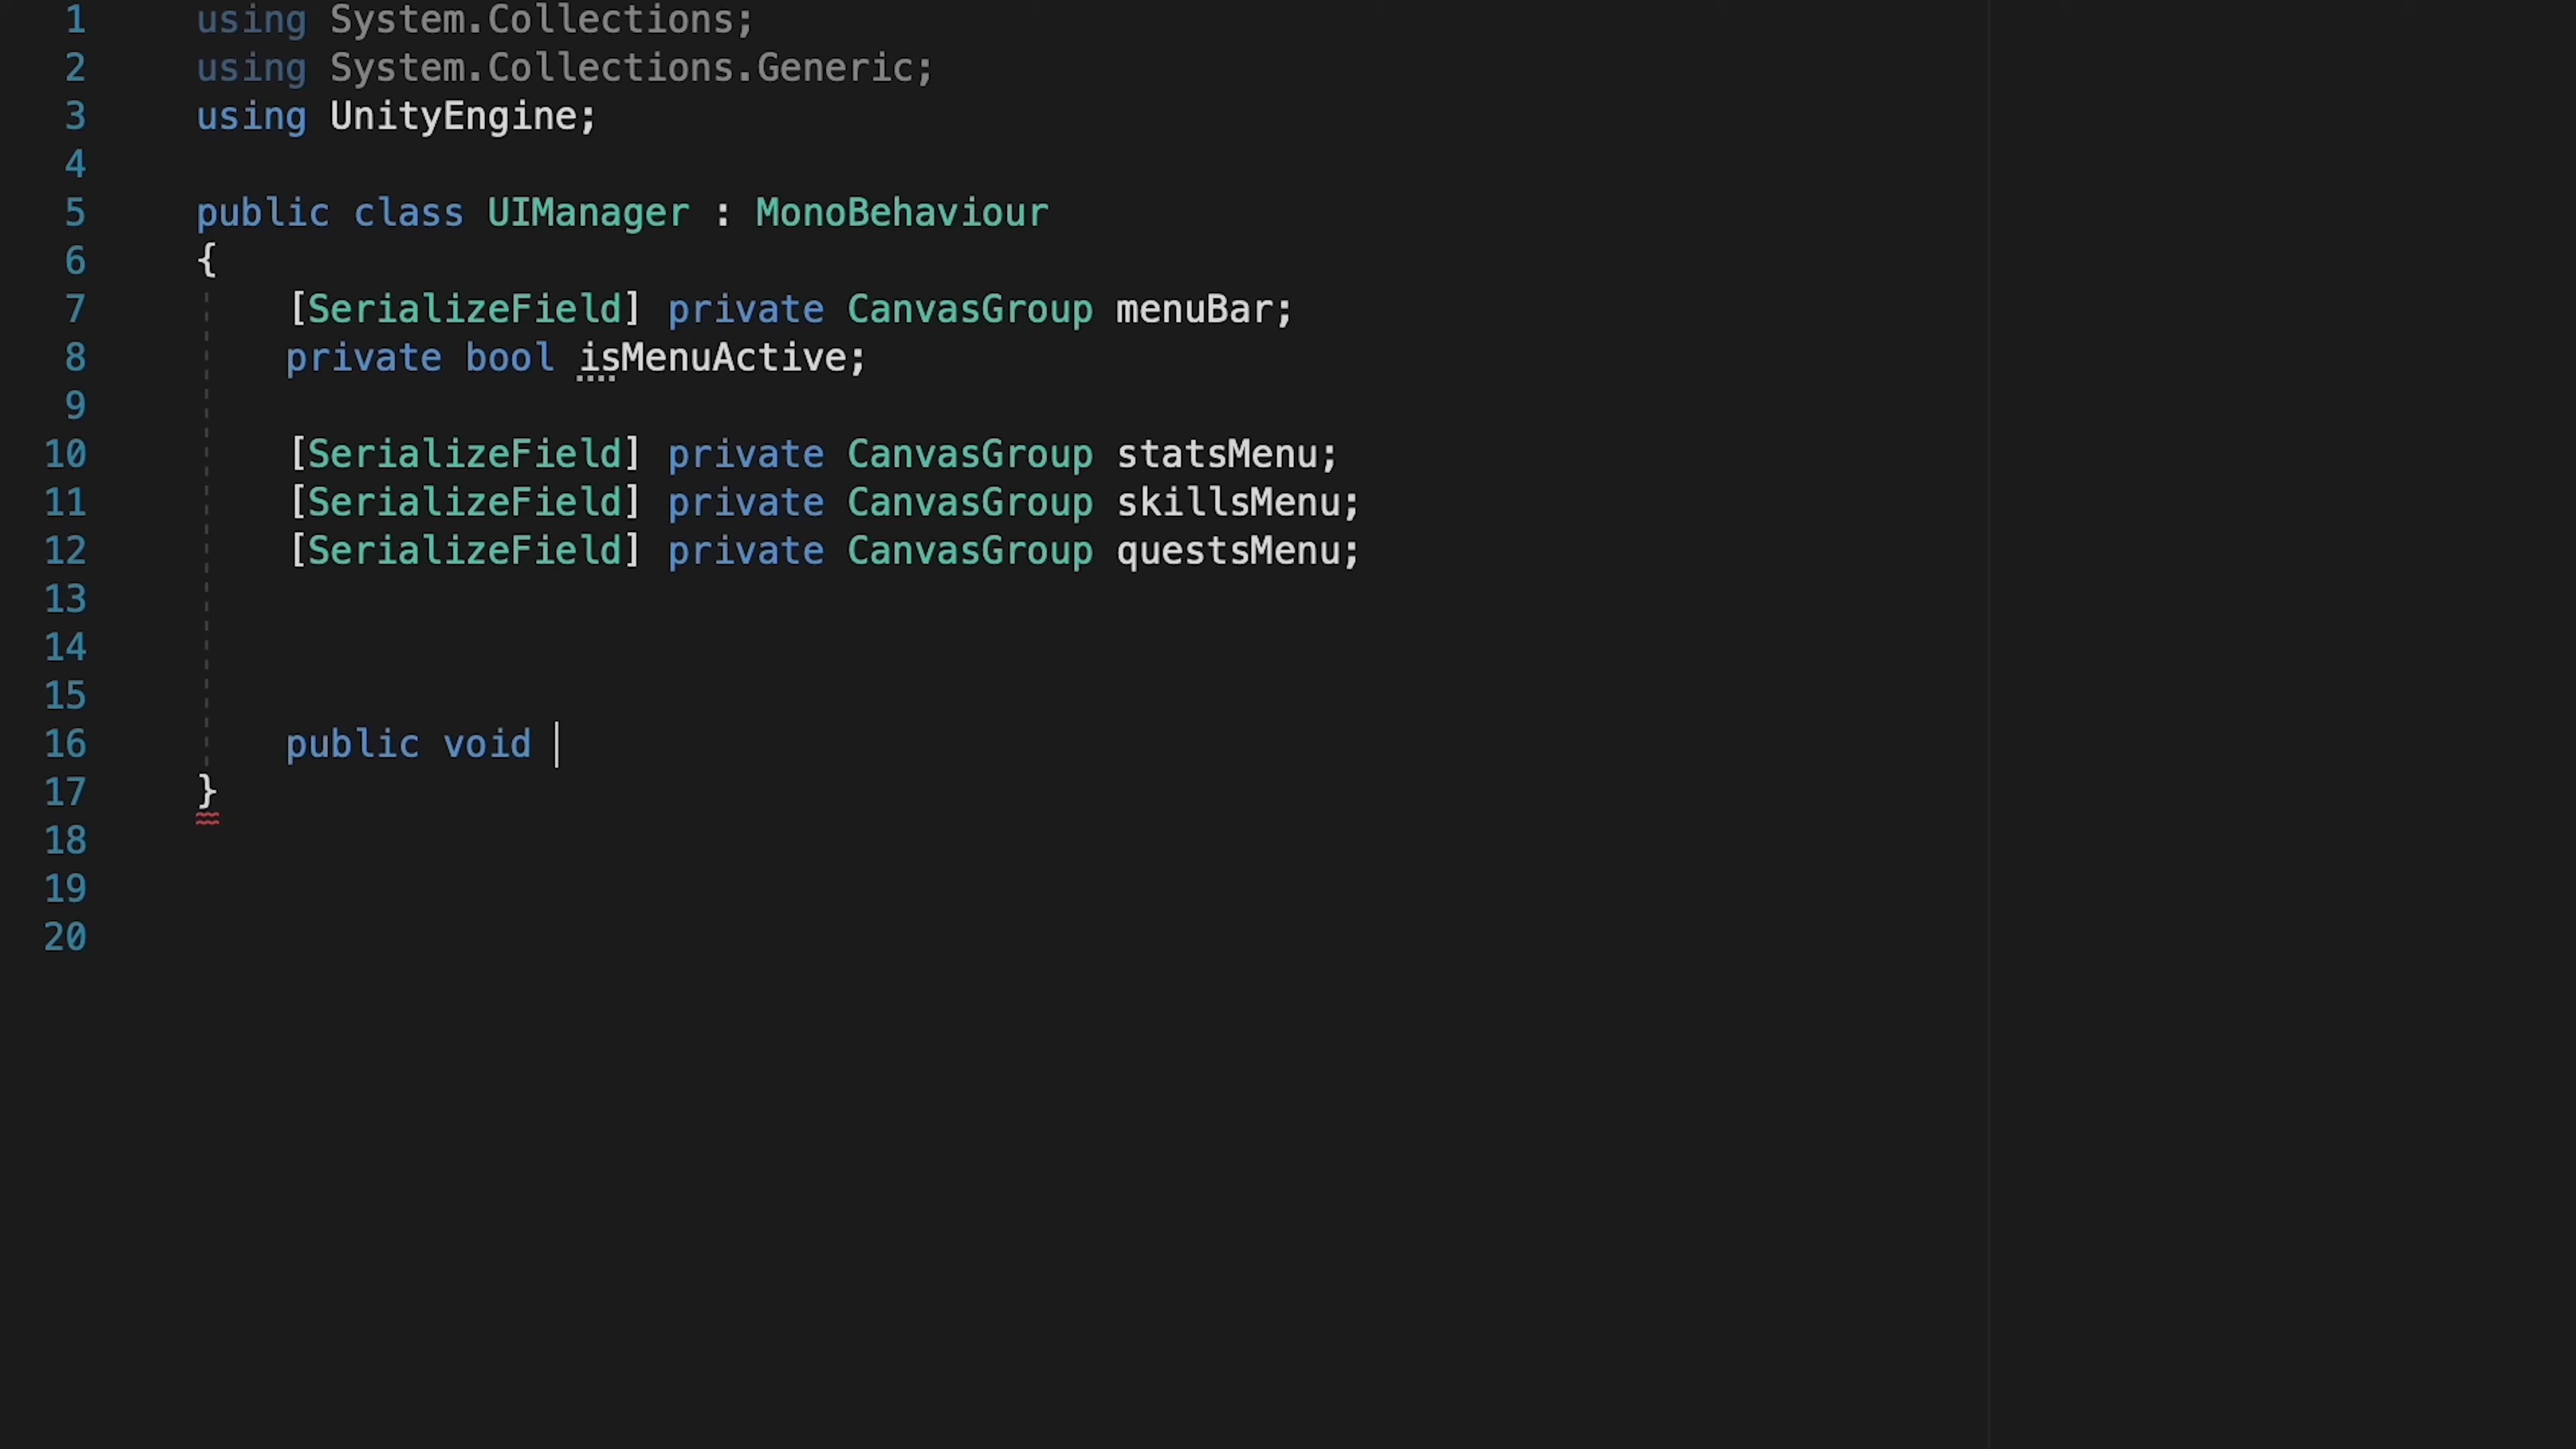 1 using System.Collections;
2 using System.Collections.Generic;
3 using UnityEngine;
4
5 public class UIManager : MonoBehaviour
6 {
7 [SerializeField] private CanvasGroup menuBar;
8 private bool isMenuActive;
9
10 [SerializeField] private CanvasGroup statsMenu;
11 [SerializeField] private CanvasGroup skillsMenu;
12 [SerializeField] private CanvasGroup questsMenu;
13
14
15
16 public void
17 }
18
19
20